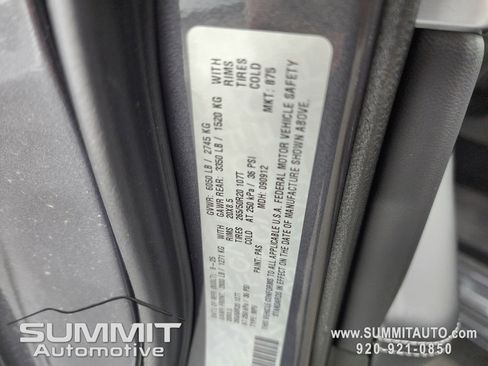 GVWR: 6050 LB / 2745 KG
GAWR REAR: 3350 LB / 1520 KG WITH
20X8.5 RIMS
265/50R20 107T TIRES
AT 250 kPa / 36 PSI COLD
MDH: 090912 MKT: 875
PAINT: PAS
THIS VEHICLE CONFORMS TO ALL APPLICABLE U.S.A. FEDERAL MOTOR VEHICLE SAFETY
STANDARDS IN EFFECT ON THE DATE OF MANUFACTURE SHOWN ABOVE.
WITH
RIMS
TIRES
COLD
TYPE: MPV
SUMMIT
AUTOMOTIVE
WWW.SUMMITAUTO.COM
920-921-0850